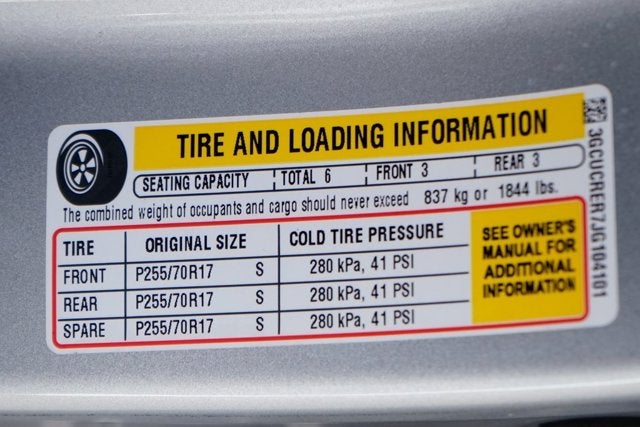 TIRE AND LOADING INFORMATION
SEATING CAPACITY TOTAL 6 FRONT 3 REAR 3
The combined weight of occupants and cargo should never exceed 837 kg or 1844 lbs.
TIRE ORIGINAL SIZE COLD TIRE PRESSURE
FRONT P255/70R17 S 280 kPa, 41 PSI
REAR P255/70R17 S 280 kPa, 41 PSI
SPARE P255/70R17 S 280 kPa, 41 PSI
SEE OWNER'S
MANUAL FOR
ADDITIONAL
INFORMATION
3GCUCRER7JG104101